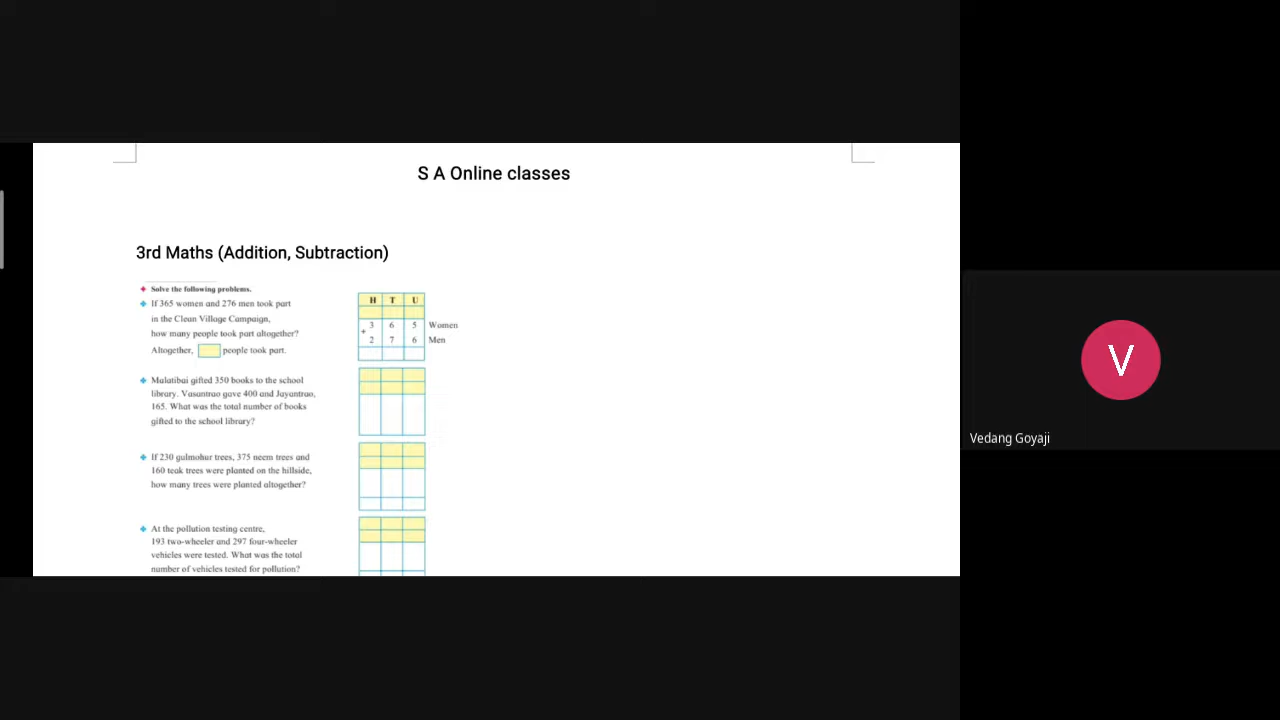 S A Online classes
3rd Maths (Addition, Subtraction)
Solve the following problems.
If 365 women and 276 men took part
in the Clean Village Campaign,
how many people took part altogether?
Altogether, people took part.
H T U
3 6 5 Women
+
2 7 6 Men
Malatibai gifted 350 books to the school
library. Vasantrao gave 400 and Jayantrao,
165. What was the total number of books
gifted to the school library?
If 230 gulmohur trees, 375 neem trees and
160 teak trees were planted on the hillside,
how many trees were planted altogether?
At the pollution testing centre,
193 two-wheeler and 297 four-wheeler
vehicles were tested. What was the total
number of vehicles tested for pollution?
V
Vedang Goyaji